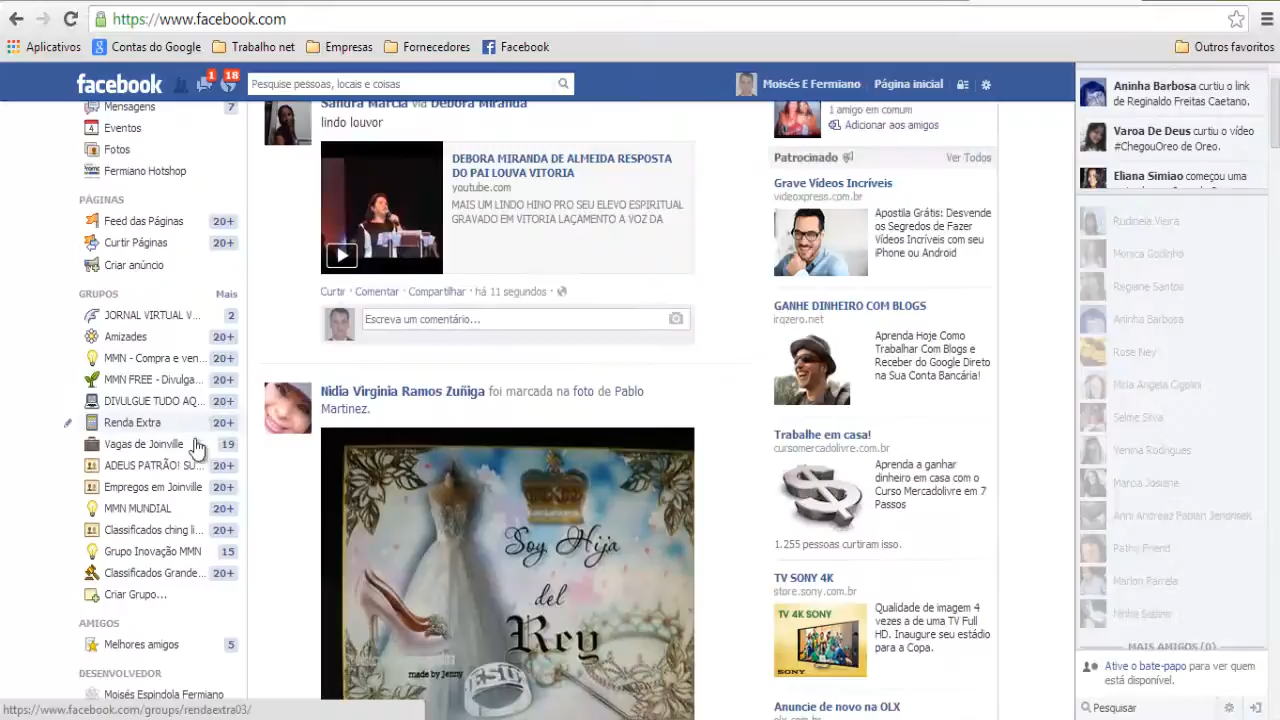 https://www.facebook.com
Aplicativos
Contas do Google
Trabalho net
Empresas
Fornecedores
Facebook
Outros favoritos
facebook
1
18
Pesquise pessoas, locais e coisas
Moisés E Fermiano
Página inicial
Mensagens 7
Eventos
Fotos
Fermiano Hotshop
PÁGINAS
Feed das Páginas 20+
Curtir Páginas 20+
Criar anúncio
GRUPOS Mais
JORNAL VIRTUAL V... 2
Amizades 20+
MMN - Compra e ven... 20+
MMN FREE - Divulga... 20+
DIVULGUE TUDO AQ... 20+
Renda Extra 20+
Vagas de Joinville 19
ADEUS PATRÃO! SU... 20+
Empregos em Joinville 20+
MMN MUNDIAL 20+
Classificados ching li... 20+
Grupo Inovação MMN 15
Classificados Grande... 20+
Criar Grupo...
AMIGOS
Melhores amigos 5
DESENVOLVEDOR
Moisés Espindola Fermiano
https://www.facebook.com/groups/rendaextra03/
Sandra Marcia via Debora Miranda
lindo louvor
DEBORA MIRANDA DE ALMEIDA RESPOSTA
DO PAI LOUVA VITORIA
youtube.com
MAIS UM LINDO HINO PRO SEU ELEVO ESPIRITUAL
GRAVADO EM VITORIA LAÇAMENTO A VOZ DA
Curtir · Comentar · Compartilhar · há 11 segundos ·
Escreva um comentário...
Nidia Virginia Ramos Zuñiga foi marcada na foto de Pablo
Martinez.
Soy Hija
del
Rey
made by Jenny
1 amigo em comum
Adicionar aos amigos
Patrocinado Ver Todos
Grave Vídeos Incríveis
videoxpress.com.br
Apostila Grátis: Desvende
os Segredos de Fazer
Vídeos Incríveis com seu
iPhone ou Android
GANHE DINHEIRO COM BLOGS
irqzero.net
Aprenda Hoje Como
Trabalhar Com Blogs e
Receber do Google Direto
na Sua Conta Bancária!
Trabalhe em casa!
cursomercadolivre.com.br
Aprenda a ganhar
dinheiro em casa com o
Curso Mercadolivre em 7
Passos
1.255 pessoas curtiram isso.
TV SONY 4K
store.sony.com.br
TV 4K SONY
SONY
Qualidade de imagem 4
vezes a de uma TV Full
HD. Inaugure seu estádio
para a Copa.
Anuncie de novo na OLX
Aninha Barbosa curtiu o link
de Reginaldo Freitas Caetano.
Varoa De Deus curtiu o vídeo
#ChegouOreo de Oreo.
Eliana Simiao começou uma
Rudineia Vieira
Monica Godinho
Regiane Santos
Aninha Barbosa
Rose Ney
Miria Angela Cigolini
Selme Silva
Yenina Rodrigues
Marcia Josiane
Pathy Friend
Marlon Parrela
MAIS AMIGOS (0)
Ative o bate-papo para ver quem
está disponível.
Pesquisar